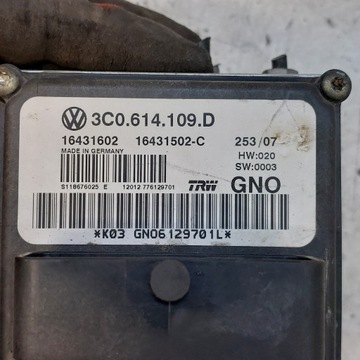 3C0.614.109.D
16431602 16431502-C 253/07
MADE IN GERMANY HW:020
SW:0003
S118676025 E 12012 776129701 TRW GNO
*K03 GNO6129701L*